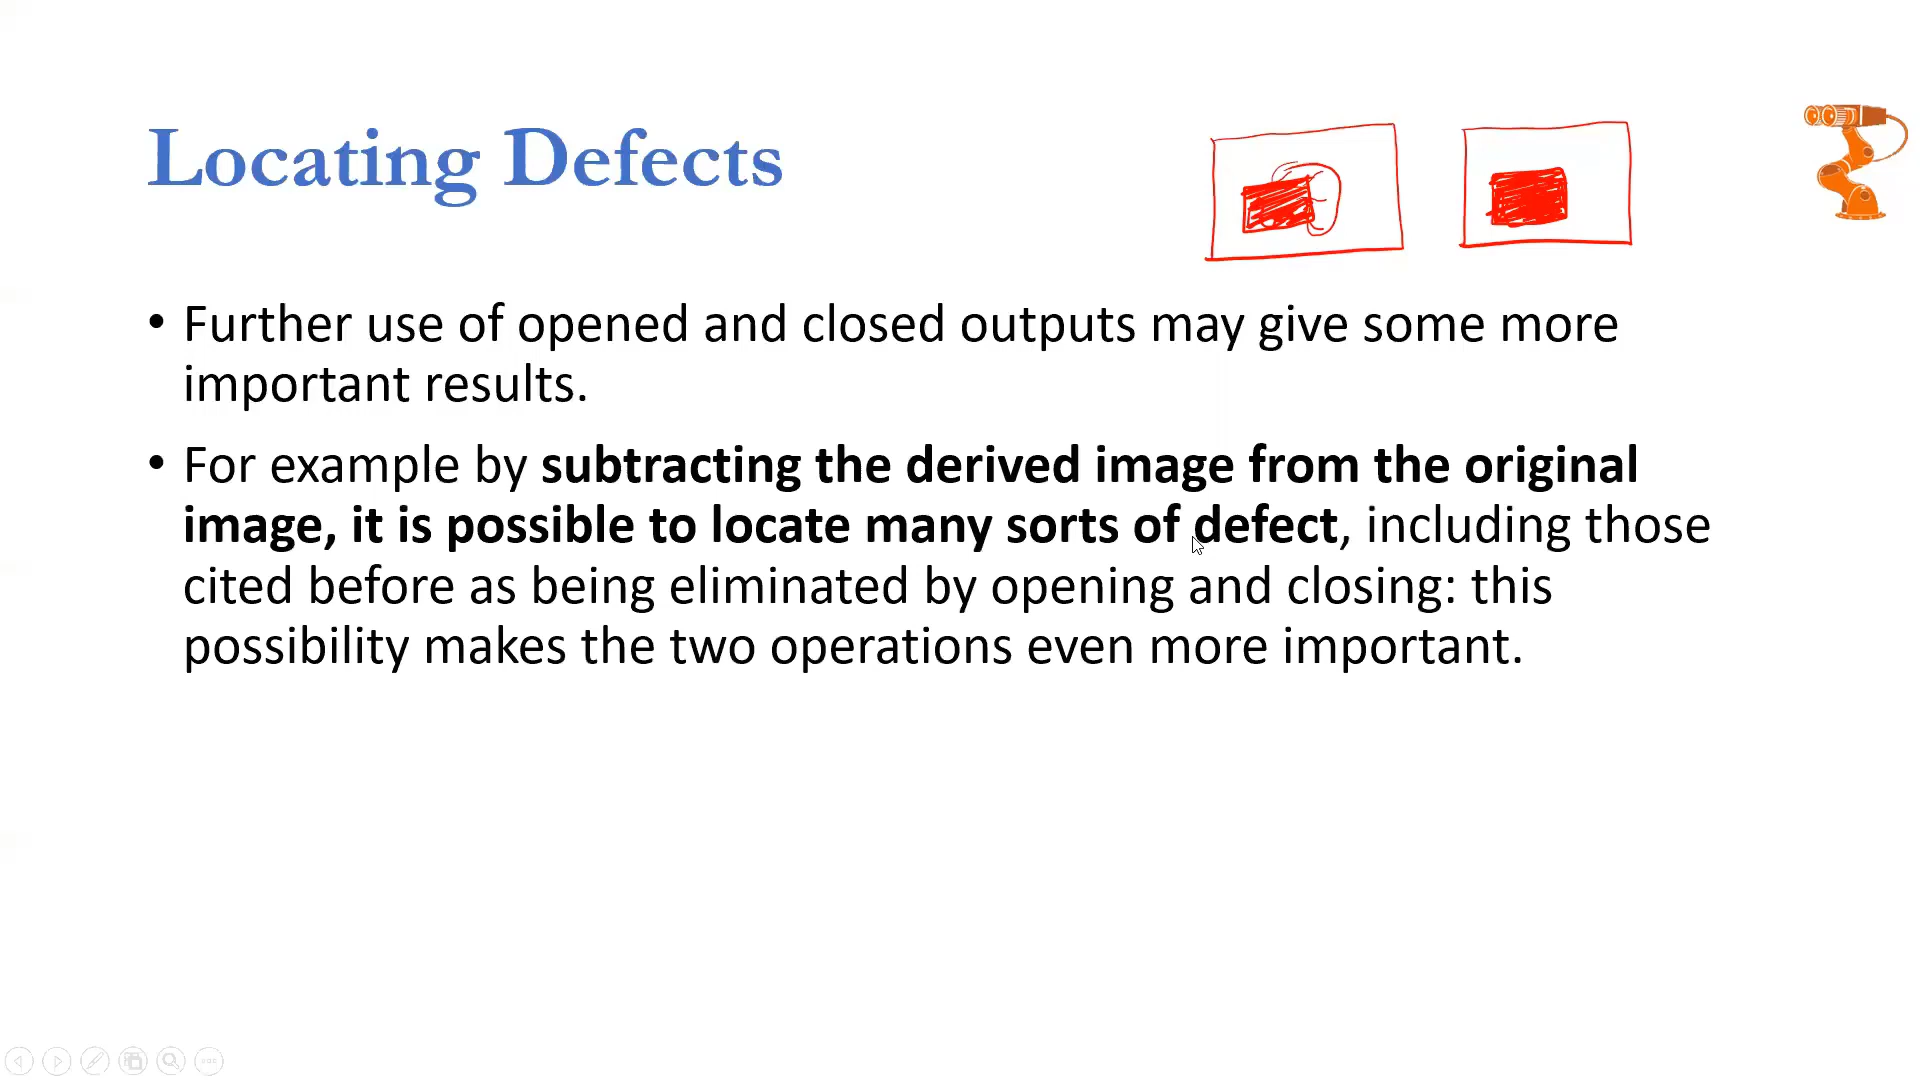 Locating Defects
• Further use of opened and closed outputs may give some more
important results.
• For example by subtracting the derived image from the original
image, it is possible to locate many sorts of defect, including those
cited before as being eliminated by opening and closing: this
possibility makes the two operations even more important.